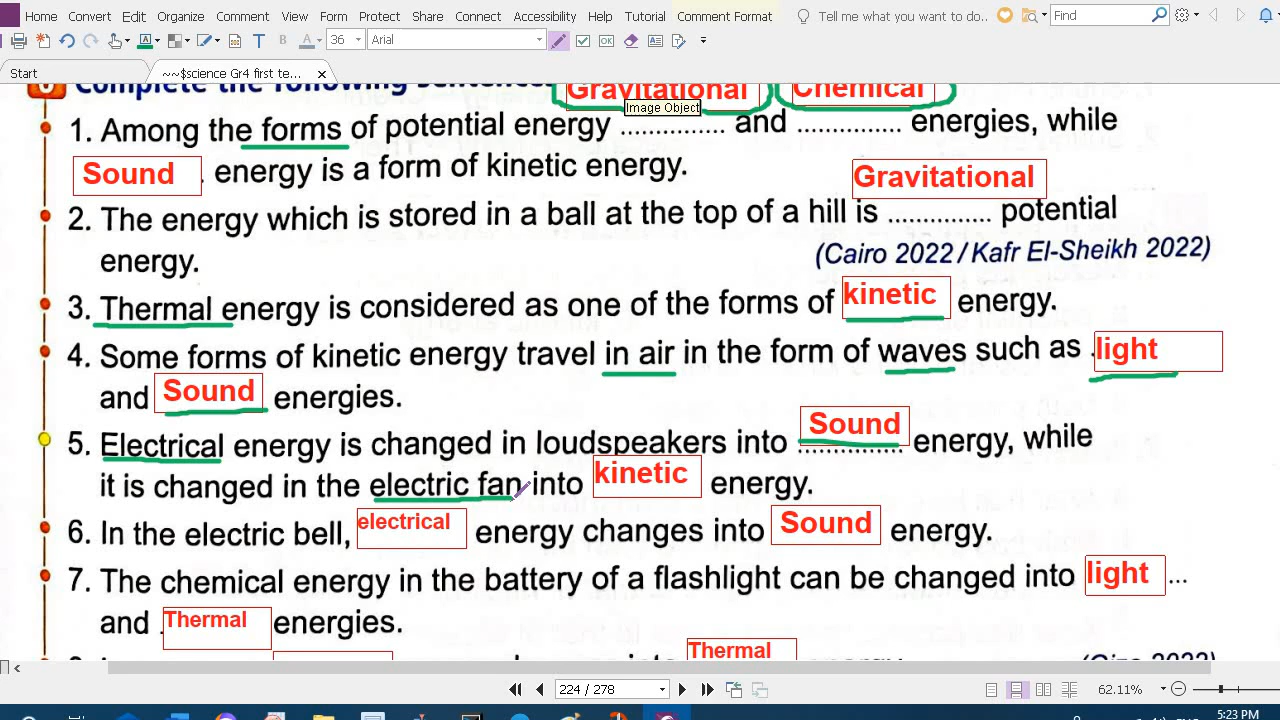 Home Convert Edit Organize Comment View Form Protect Share Connect Accessibility Help Tutorial Comment Format Tell me what you want to do.. Find
36 Arial
Start ~~$science Gr4 first te... ×
Complete the following sentences Gravitational Chemical
Image Object
1. Among the forms of potential energy ............... and ............... energies, while
Sound energy is a form of kinetic energy.
2. The energy which is stored in a ball at the top of a hill is Gravitational ............... potential
energy. (Cairo 2022 / Kafr El-Sheikh 2022)
3. Thermal energy is considered as one of the forms of kinetic energy.
4. Some forms of kinetic energy travel in air in the form of waves such as light
and Sound energies.
5. Electrical energy is changed in loudspeakers into Sound ............... energy, while
it is changed in the electric fan into kinetic energy.
6. In the electric bell, electrical energy changes into Sound energy.
7. The chemical energy in the battery of a flashlight can be changed into light ...
and Thermal energies.
Thermal
224 / 278 62.11%
5:23 PM